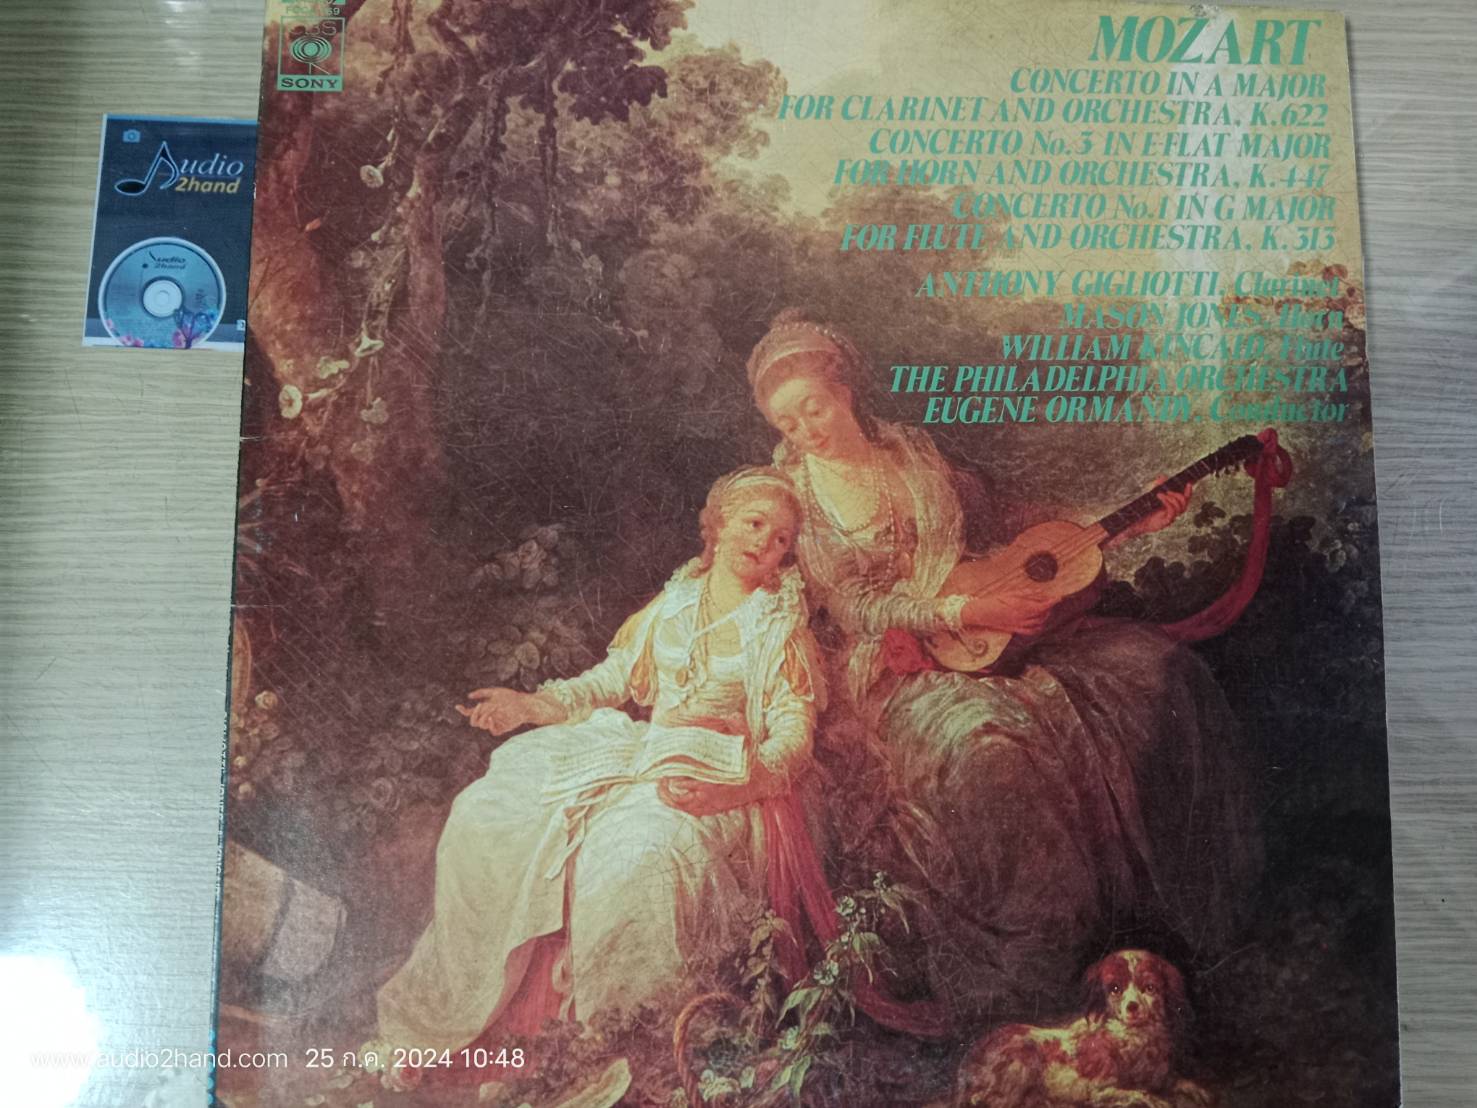 CBS
SONY
MOZART
CONCERTO IN A MAJOR
FOR CLARINET AND ORCHESTRA, K.622
CONCERTO No.3 IN E FLAT MAJOR
FOR HORN AND ORCHESTRA, K.447
CONCERTO No.1 IN G MAJOR
FOR FLUTE AND ORCHESTRA, K.313
ANTHONY GIGLIOTTI, Clarinet
MASON JONES, Horn
WILLIAM KINCAID, Flute
THE PHILADELPHIA ORCHESTRA
EUGENE ORMANDY, Conductor
Audio
2hand
Audio
2hand
www.audio2hand.com 25 ก.ค. 2024 10:48